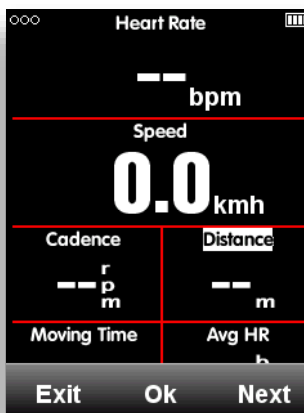 Heart Rate
-- bpm
Speed
0.0 kmh
Cadence Distance
-- rpm -- m
Moving Time Avg HR
Exit Ok Next